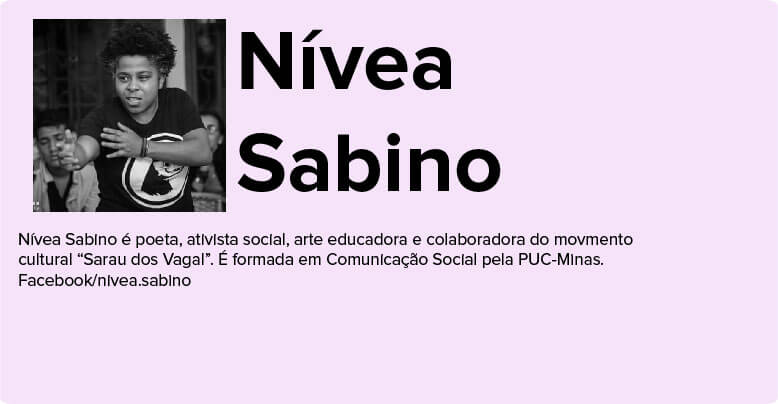 Nívea
Sabino
Nívea Sabino é poeta, ativista social, arte educadora e colaboradora do movmento
cultural “Sarau dos Vagal”. É formada em Comunicação Social pela PUC-Minas.
Facebook/nivea.sabino